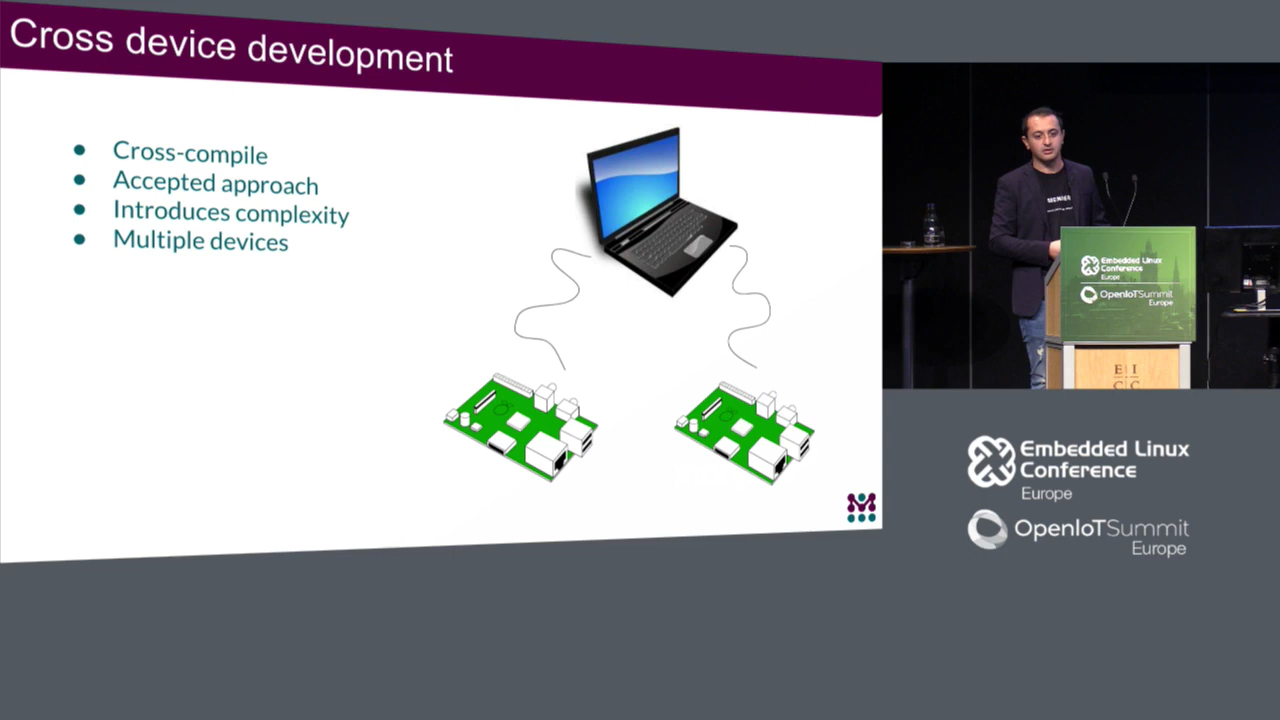 Cross device development
Cross-compile
Accepted approach
Introduces complexity
Multiple devices
Embedded Linux
Conference
Europe
OpenIoTSummit
Europe
E I
C C
Embedded Linux
Conference
Europe
OpenIoTSummit
Europe